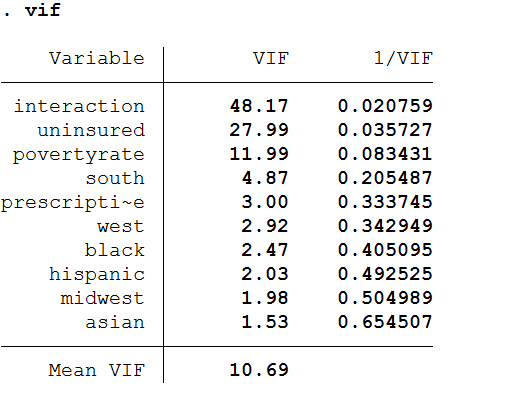 . vif
Variable VIF 1/VIF
interaction 48.17 0.020759
uninsured 27.99 0.035727
povertyrate 11.99 0.083431
south 4.87 0.205487
prescripti~e 3.00 0.333745
west 2.92 0.342949
black 2.47 0.405095
hispanic 2.03 0.492525
midwest 1.98 0.504989
asian 1.53 0.654507
Mean VIF 10.69